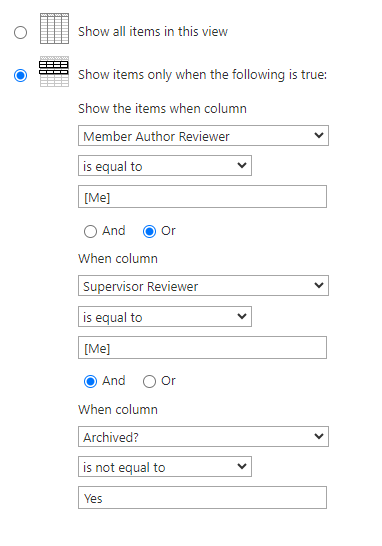 Show all items in this view
Show items only when the following is true:
Show the items when column
Member Author Reviewer
is equal to
[Me]
And Or
When column
Supervisor Reviewer
is equal to
[Me]
And Or
When column
Archived?
is not equal to
Yes